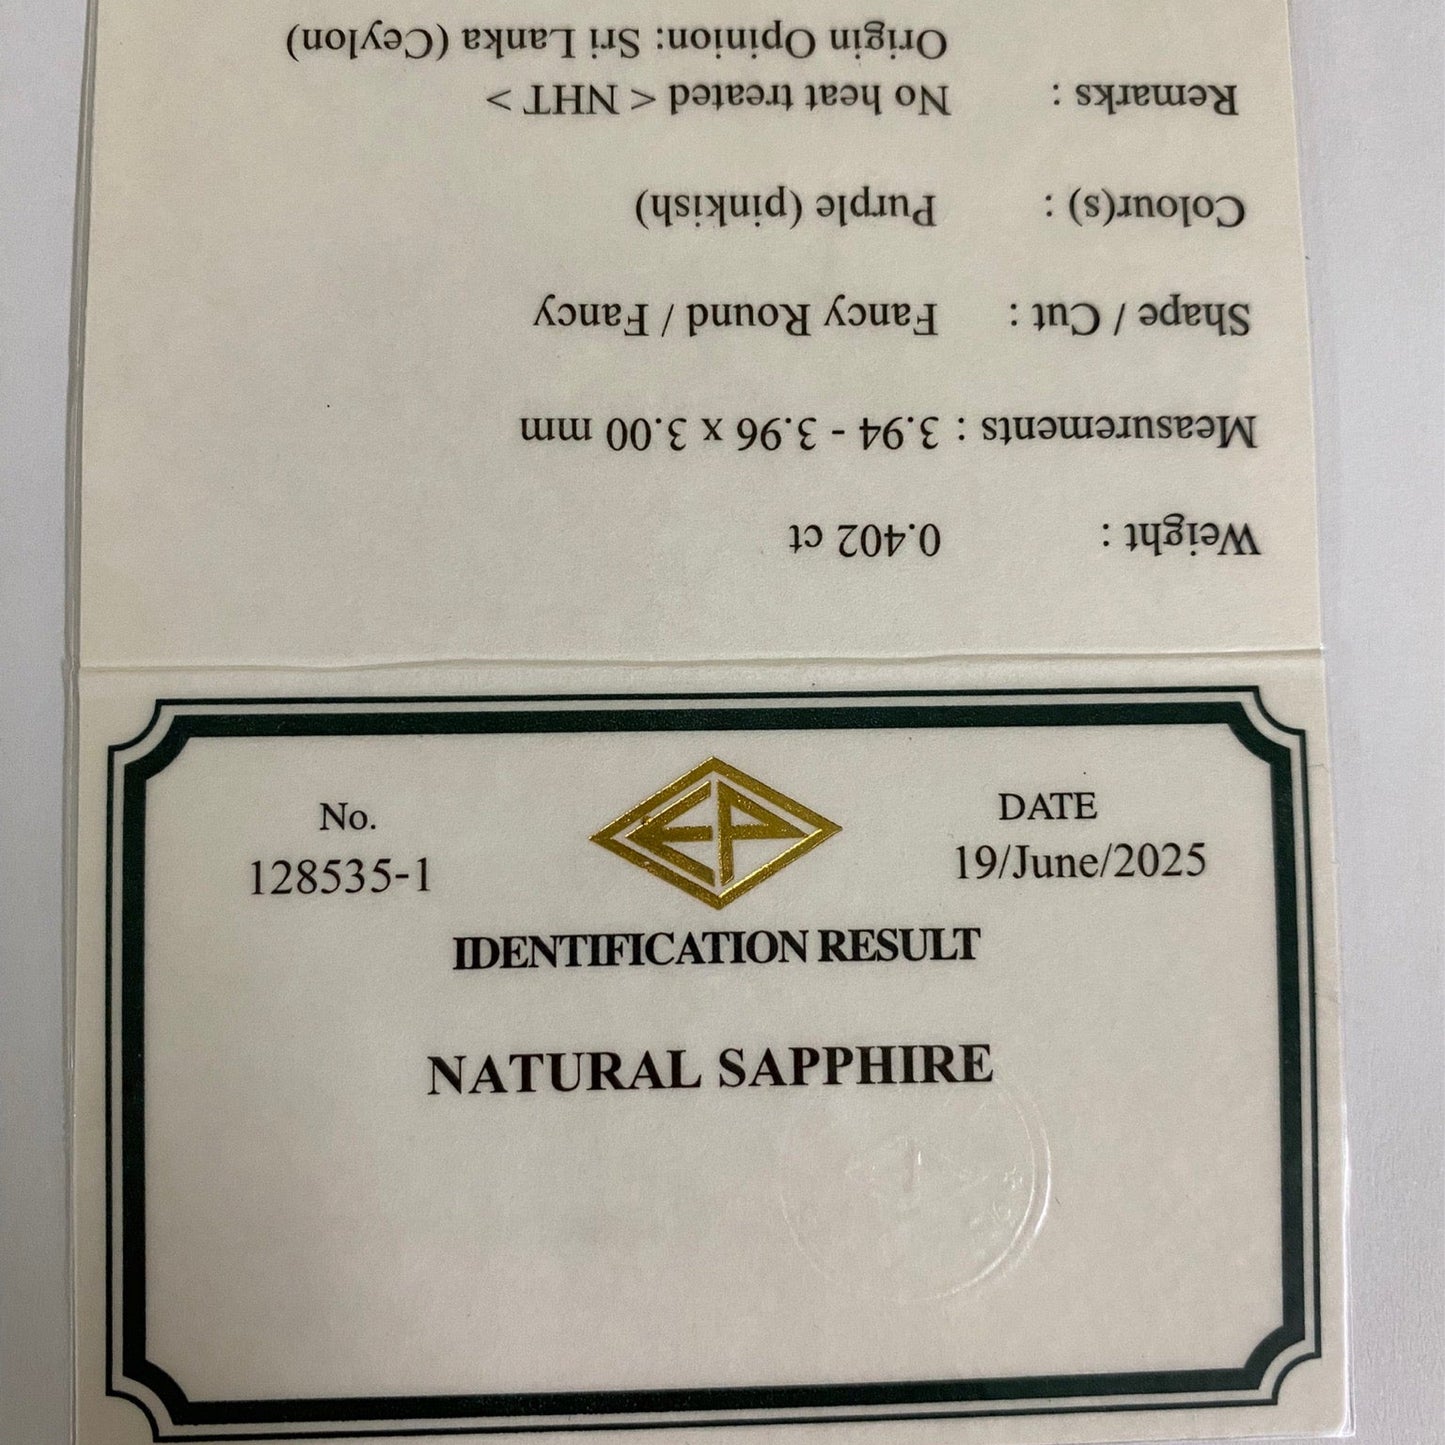 No.
128535-1
EP
DATE
19/June/2025
IDENTIFICATION RESULT
NATURAL SAPPHIRE
Weight : 0.402 ct
Measurements : 3.94 - 3.96 x 3.00 mm
Shape / Cut : Fancy Round / Fancy
Colour(s) : Purple (pinkish)
Remarks : No heat treated < NHT >
Origin Opinion: Sri Lanka (Ceylon)